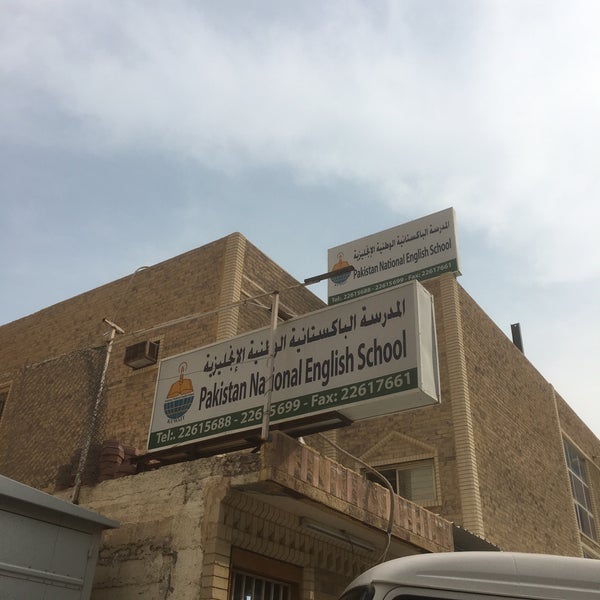 المدرسة الباكستانية الوطنية الإنجليزية
Pakistan National English School
Tel:. 22615688 - 22615699 - Fax: 22617661
المدرسة الباكستانية الوطنية الإنجليزية
Pakistan National English School
Tel:. 22615688 - 22615699 - Fax: 22617661